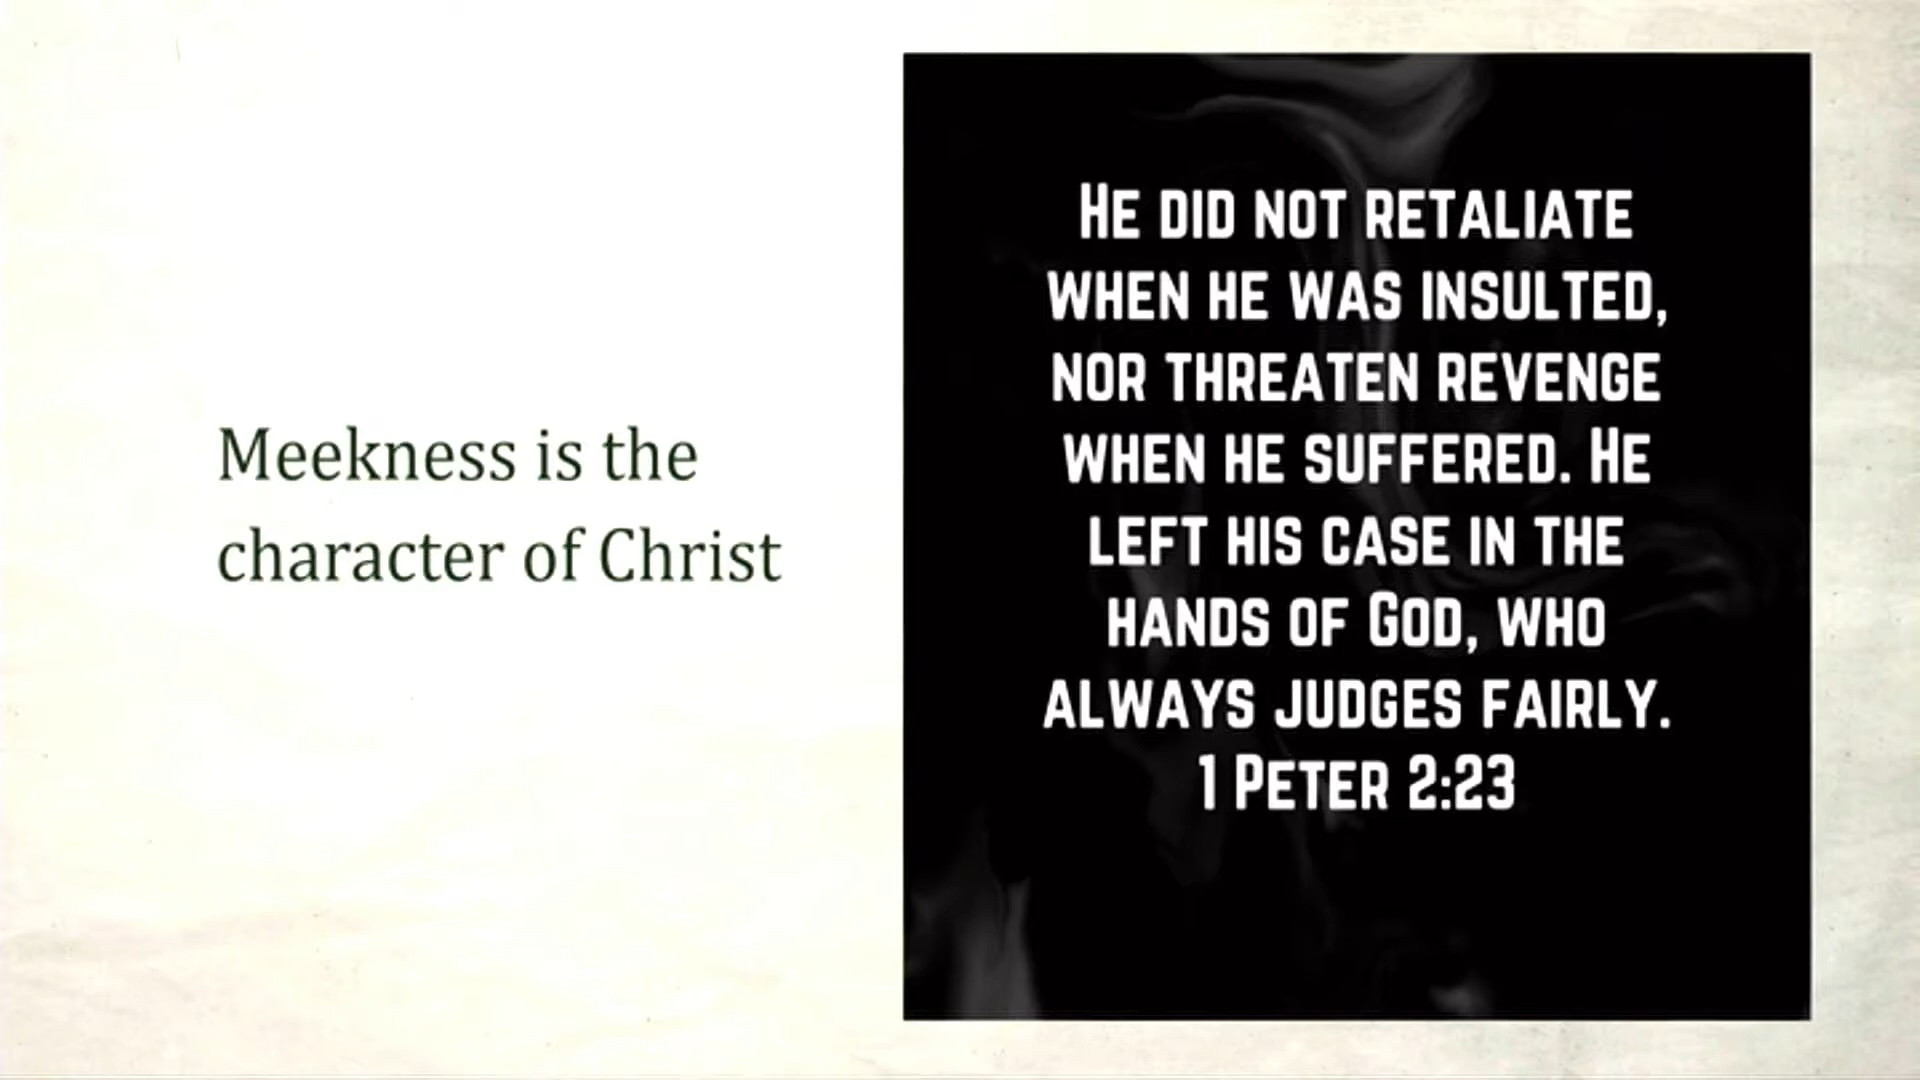 Meekness is the
character of Christ
He did not retaliate
when he was insulted,
nor threaten revenge
when he suffered. He
left his case in the
hands of God, who
always judges fairly.
1 Peter 2:23